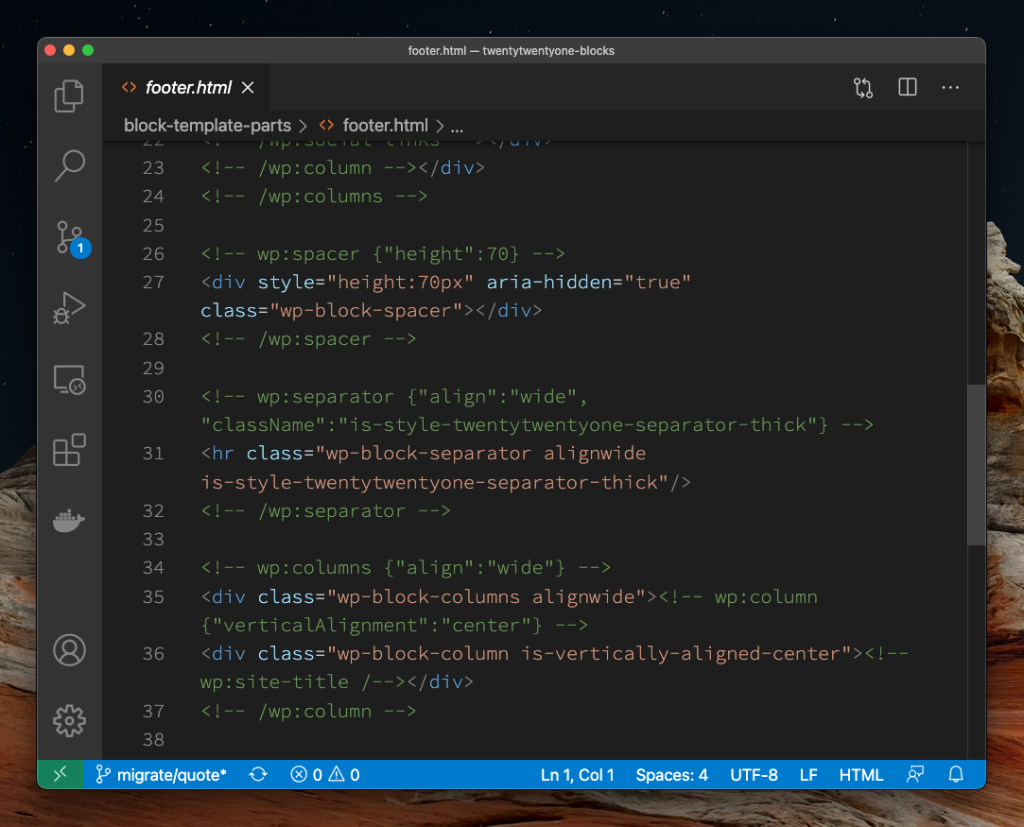 footer.html — twentytwentyone-blocks
footer.html
block-template-parts > footer.html > ...
22 <!-- /wp:social-links --></div>
23 <!-- /wp:column --></div>
24 <!-- /wp:columns -->
25
26 <!-- wp:spacer {"height":70} -->
27 <div style="height:70px" aria-hidden="true"
class="wp-block-spacer"></div>
28 <!-- /wp:spacer -->
29
30 <!-- wp:separator {"align":"wide",
"className":"is-style-twentytwentyone-separator-thick"} -->
31 <hr class="wp-block-separator alignwide
is-style-twentytwentyone-separator-thick"/>
32 <!-- /wp:separator -->
33
34 <!-- wp:columns {"align":"wide"} -->
35 <div class="wp-block-columns alignwide"><!-- wp:column
{"verticalAlignment":"center"} -->
36 <div class="wp-block-column is-vertically-aligned-center"><!--
wp:site-title /--></div>
37 <!-- /wp:column -->
38
1
migrate/quote* 0 0 Ln 1, Col 1 Spaces: 4 UTF-8 LF HTML